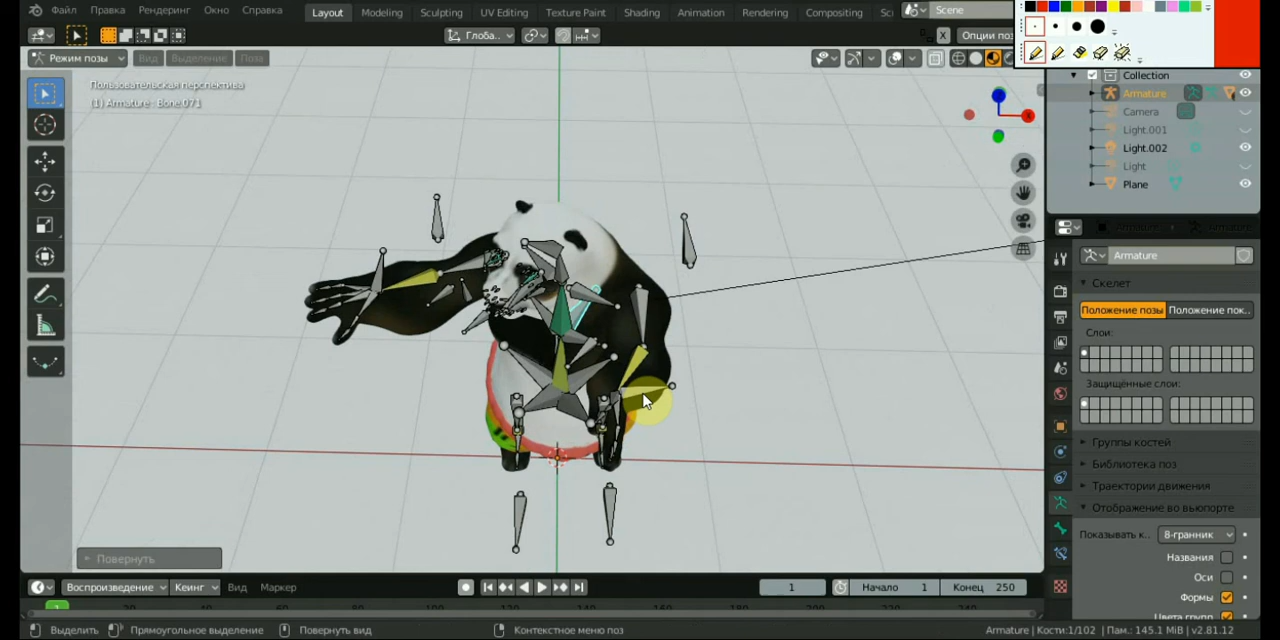 Файл Правка Рендеринг Окно Справка Layout Modeling Sculpting UV Editing Texture Paint Shading Animation Rendering Compositing Sc Scene
Глоба.. Опции поз
Режим позы Вид Выделение Поза
Пользовательская перспектива
(1) Armature : Bone.071
Collection
Armature
Camera
Light.001
Light.002
Light
Plane
Armature
Скелет
Положение позы Положение пок..
Слои:
Защищённые слои:
Группы костей
Библиотека поз
Траектории движения
Отображение во вьюпорте
Показывать к.. 8-гранник
Названия
Оси
Формы
Цвета групп
Повернуть
Воспроизведение Кеинг Вид Маркер 1 Начало 1 Конец 250
Выделить Прямоугольное выделение Повернуть вид Контекстное меню поз Armature | Кости:1/102 | Пам.: 145.1 MiB | v2.81.12